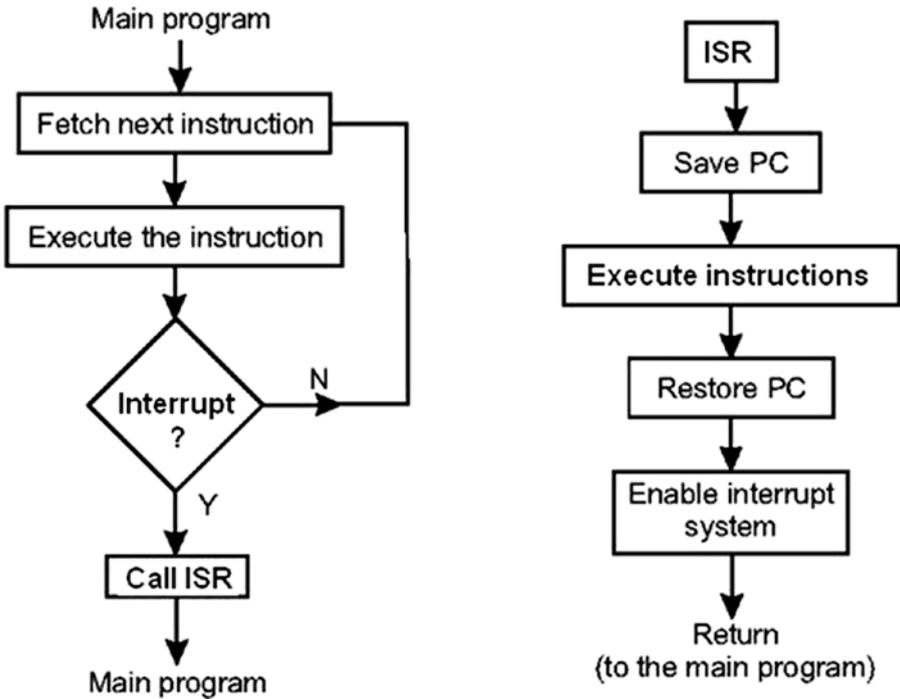 Main program
Fetch next instruction
Execute the instruction
Interrupt
?
N
Y
Call ISR
Main program
ISR
Save PC
Execute instructions
Restore PC
Enable interrupt
system
Return
(to the main program)